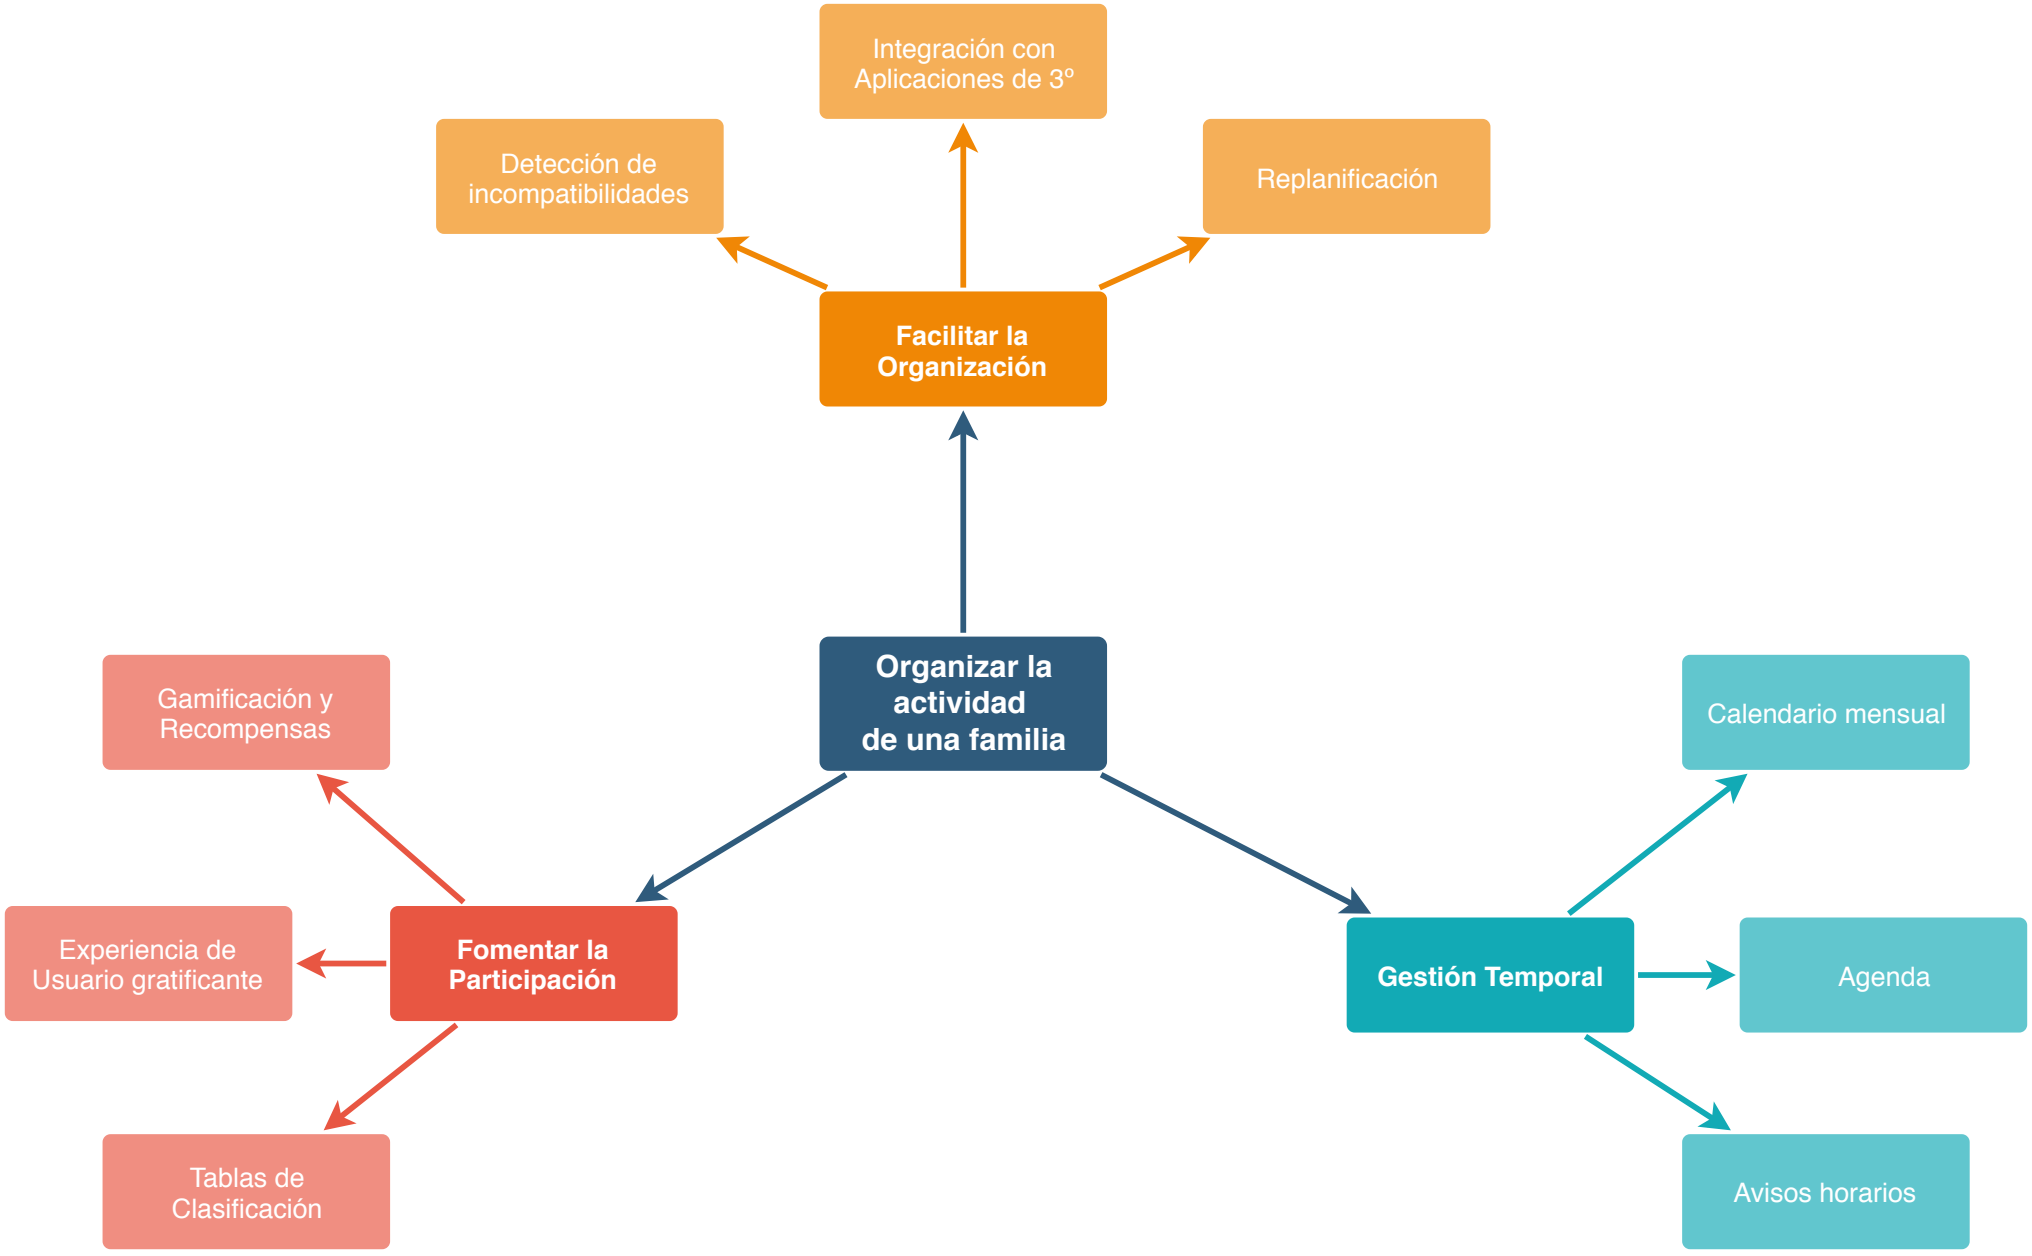 Integración con
Aplicaciones de 3º
Detección de
incompatibilidades
Replanificación
Facilitar la
Organización
Organizar la
actividad
de una familia
Gamificación y
Recompensas
Calendario mensual
Experiencia de
Usuario gratificante
Fomentar la
Participación
Gestión Temporal
Agenda
Tablas de
Clasificación
Avisos horarios